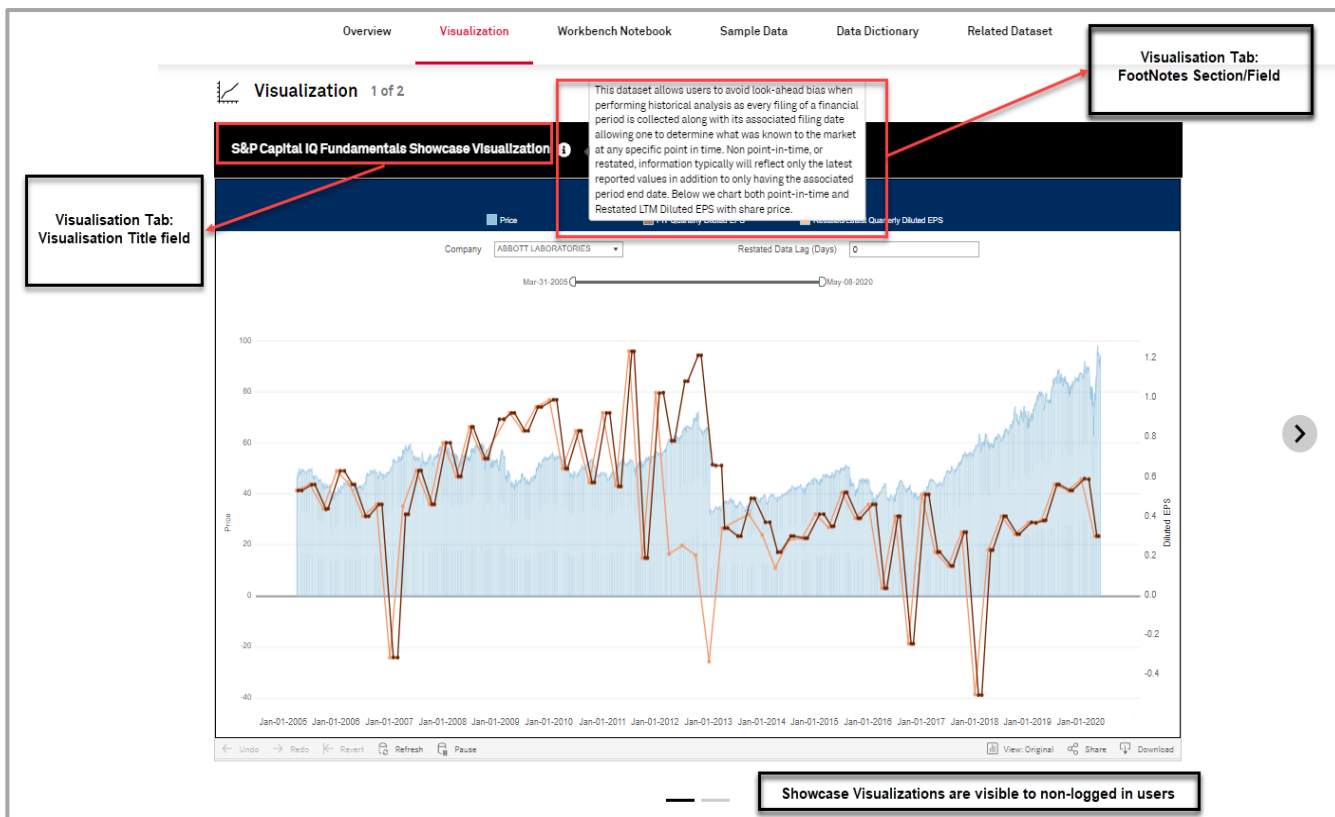 Overview Visualization Workbench Notebook Sample Data Data Dictionary Related Dataset
Visualisation Tab:
FootNotes Section/Field
Visualization 1 of 2
This dataset allows users to avoid look-ahead bias when
performing historical analysis as every filing of a financial
period is collected along with its associated filing date
allowing one to determine what was known to the market
at any specific point in time. Non point-in-time, or
restated, information typically will reflect only the latest
reported values in addition to only having the associated
period end date. Below we chart both point-in-time and
Restated LTM Diluted EPS with share price.
S&P Capital IQ Fundamentals Showcase Visualization
Visualisation Tab:
Visualisation Title field
Price PIT Quarterly Diluted EPS Restated/Latest Quarterly Diluted EPS
Company ABBOTT LABORATORIES Restated Data Lag (Days) 0
Mar-31-2005 May-08-2020
100
80
60
40
20
0
-20
-40
Price
1.2
1.0
0.8
0.6
0.4
0.2
0.0
-0.2
-0.4
Diluted EPS
Jan-01-2005 Jan-01-2006 Jan-01-2007 Jan-01-2008 Jan-01-2009 Jan-01-2010 Jan-01-2011 Jan-01-2012 Jan-01-2013 Jan-01-2014 Jan-01-2015 Jan-01-2016 Jan-01-2017 Jan-01-2018 Jan-01-2019 Jan-01-2020
Undo Redo Revert Refresh Pause View: Original Share Download
Showcase Visualizations are visible to non-logged in users